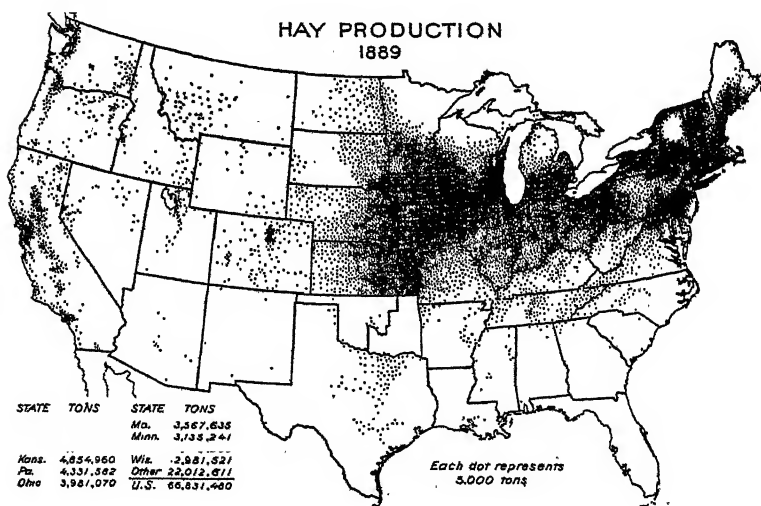 HAY PRODUCTION
1889
STATE TONS STATE TONS
Mo. 3,567,635
Minn. 3,135,241
Kans. 4,854,960 Wis. 2,981,521
Pa. 4,331,582 Other 22,012,611
Ohio 3,981,070 U.S. 66,831,480
Each dot represents
5,000 tons